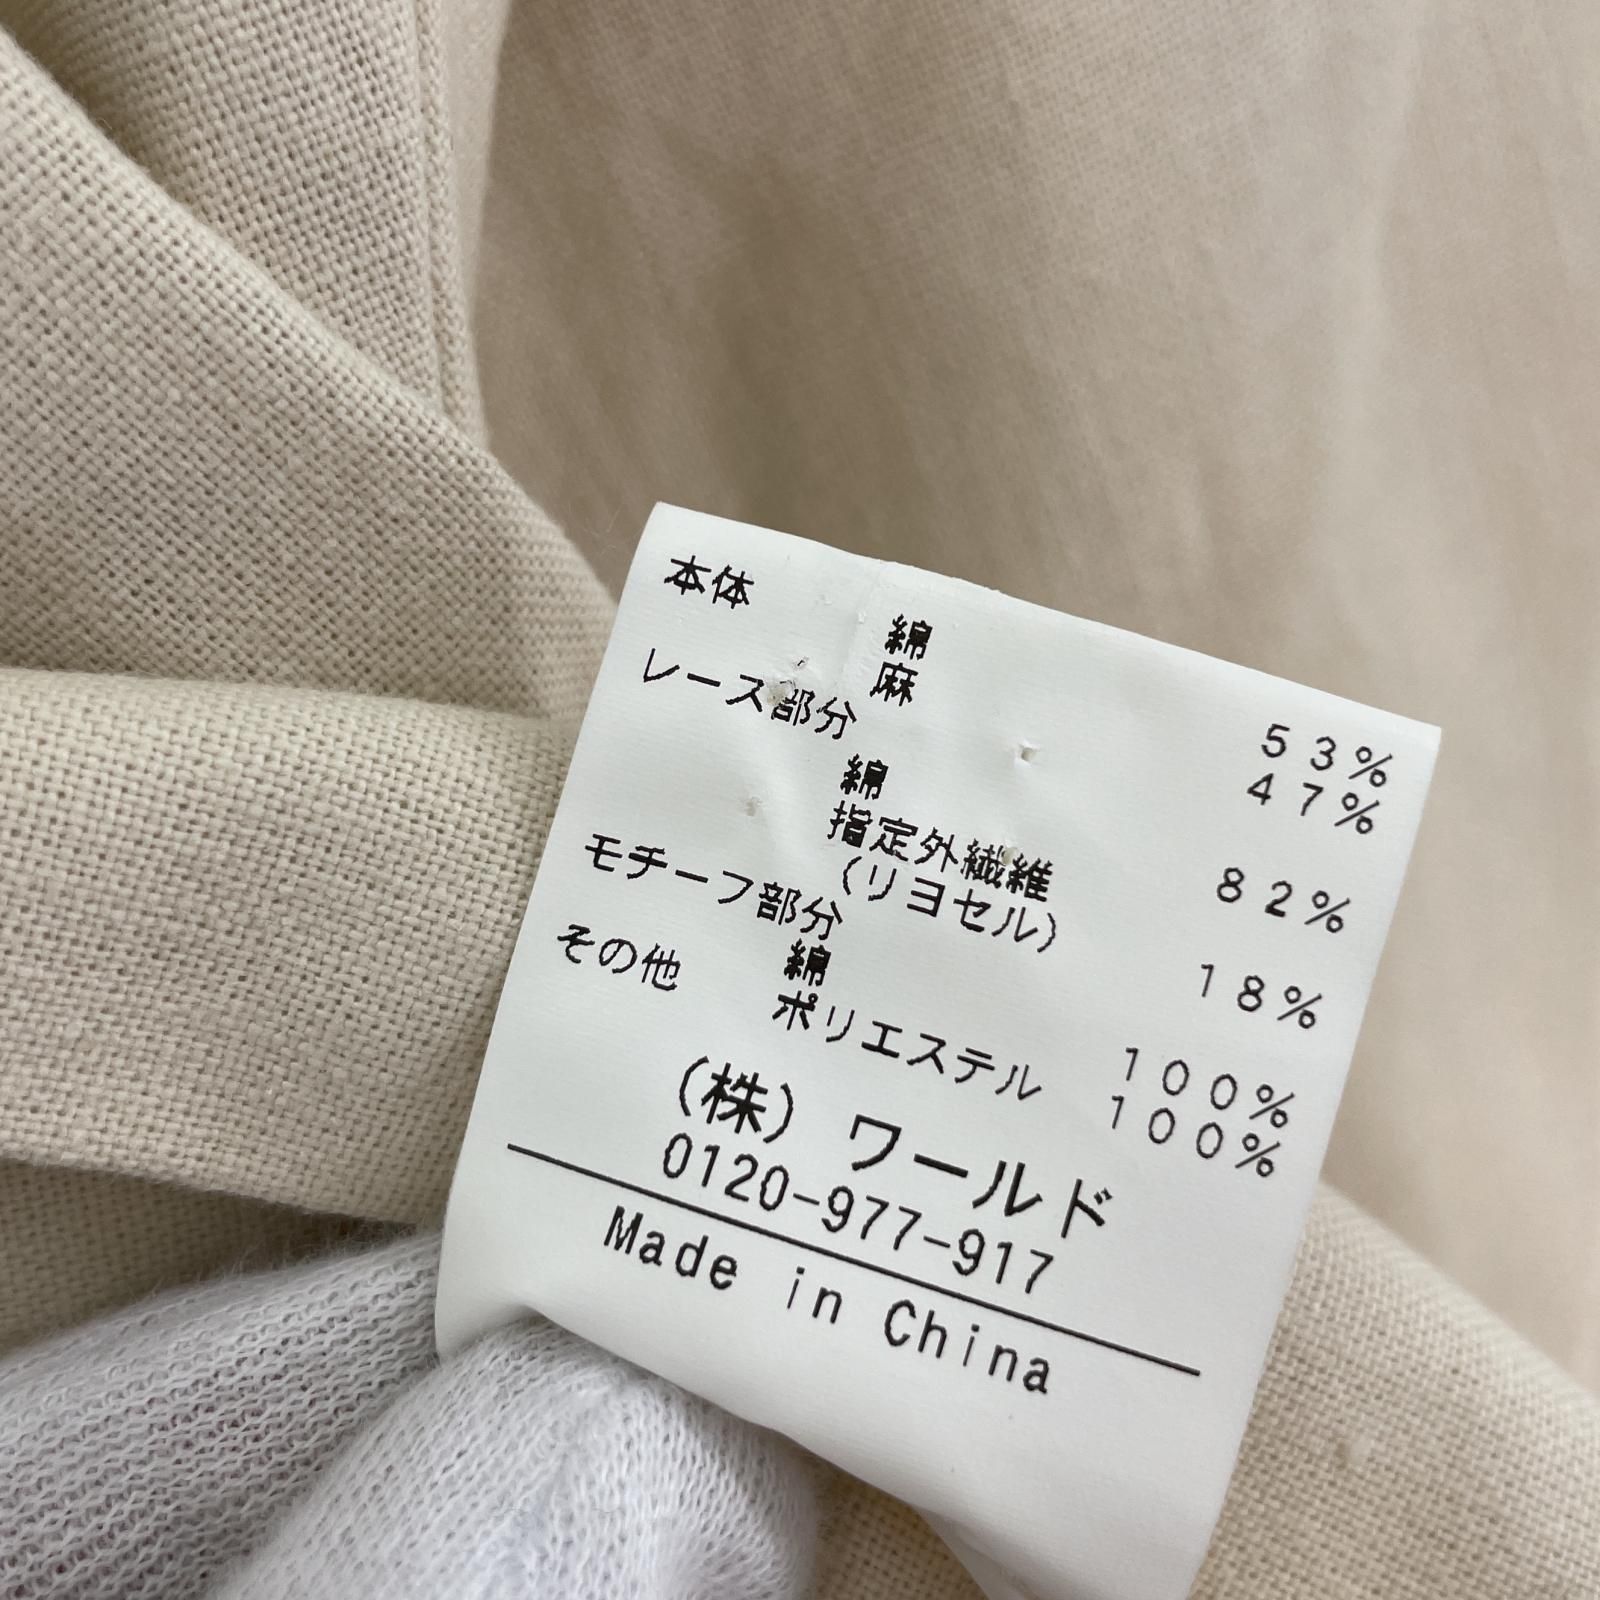 本体
綿 53%
麻 47%
レース部分
綿 82%
指定外繊維
(リヨセル) 18%
モチーフ部分
綿 100%
その他
ポリエステル 100%
(株) ワールド
0120-977-917
Made in China